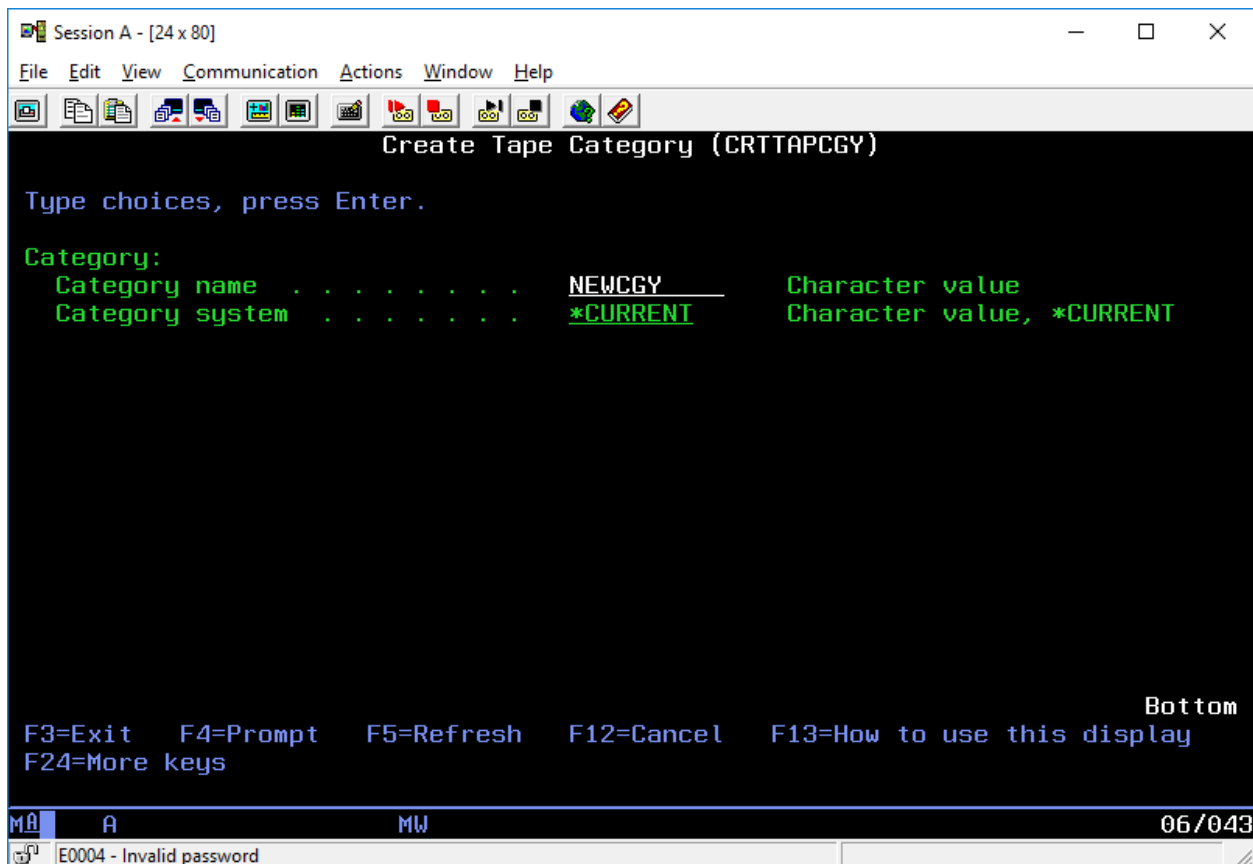 Session A - [24 x 80]
File Edit View Communication Actions Window Help
Create Tape Category (CRTTAPCGY)
Type choices, press Enter.
Category:
Category name . . . . . . . . NEWCGY Character value
Category system . . . . . . . *CURRENT Character value, *CURRENT
Bottom
F3=Exit F4=Prompt F5=Refresh F12=Cancel F13=How to use this display
F24=More keys
MA A MW 06/043
E0004 - Invalid password